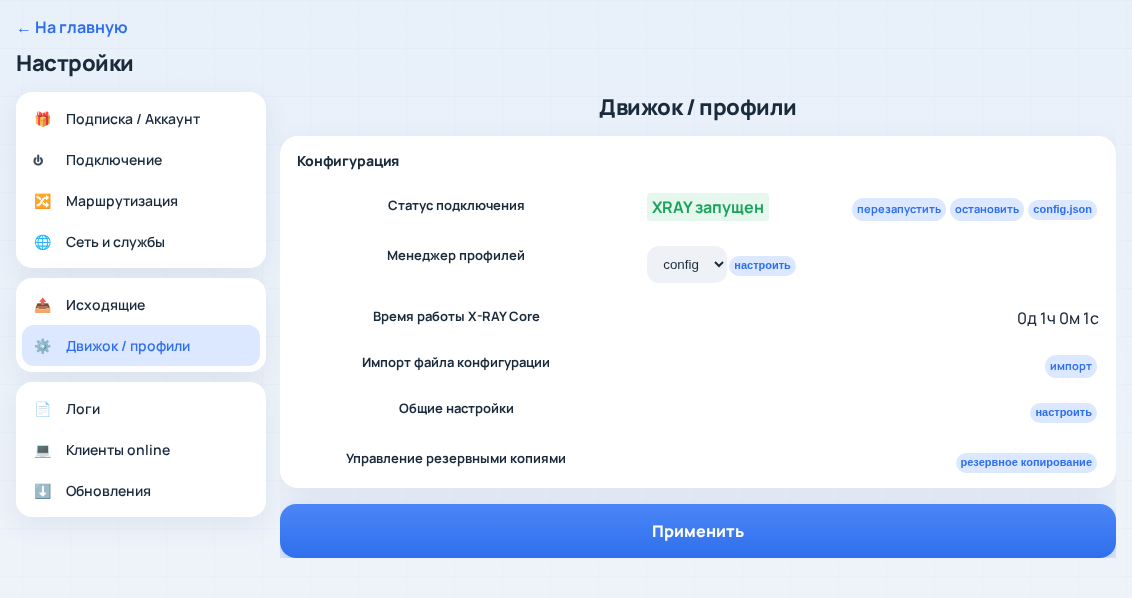 ← На главную
Настройки
Подписка / Аккаунт
Подключение
Маршрутизация
Сеть и службы
Исходящие
Движок / профили
Логи
Клиенты online
Обновления
Движок / профили
Конфигурация
Статус подключения XRAY запущен перезапустить остановить config.json
Менеджер профилей config настроить
Время работы X-RAY Core 0д 1ч 0м 1с
Импорт файла конфигурации импорт
Общие настройки настроить
Управление резервными копиями резервное копирование
Применить